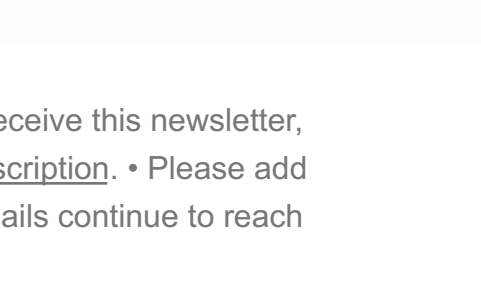 eceive this newsletter,
scription. • Please add
ails continue to reach